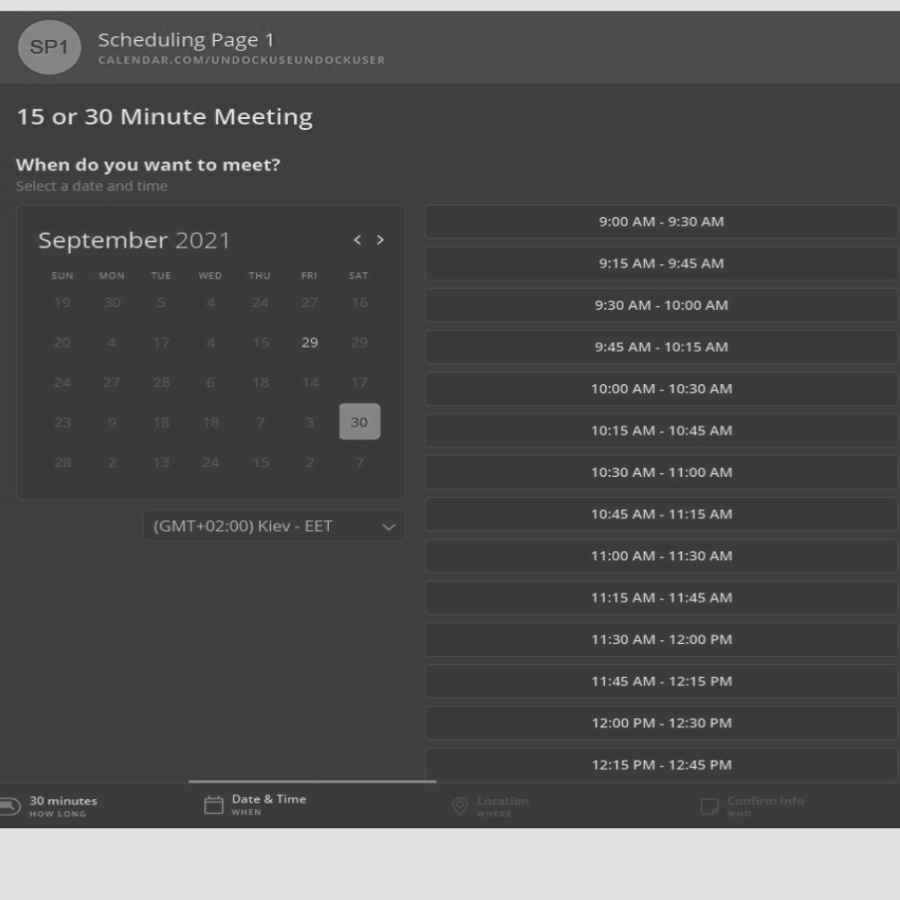 SP1
Scheduling Page 1
CALENDAR.COM/UNDOCKUSEUNDOCKUSER
15 or 30 Minute Meeting
When do you want to meet?
Select a date and time
September 2021 < >
SUN MON TUE WED THU FRI SAT
19 30 5 4 24 27 16
20 4 17 4 15 29 29
24 27 28 6 18 14 17
23 9 18 18 7 3 30
28 2 13 24 15 2 7
(GMT+02:00) Kiev - EET
9:00 AM - 9:30 AM
9:15 AM - 9:45 AM
9:30 AM - 10:00 AM
9:45 AM - 10:15 AM
10:00 AM - 10:30 AM
10:15 AM - 10:45 AM
10:30 AM - 11:00 AM
10:45 AM - 11:15 AM
11:00 AM - 11:30 AM
11:15 AM - 11:45 AM
11:30 AM - 12:00 PM
11:45 AM - 12:15 PM
12:00 PM - 12:30 PM
12:15 PM - 12:45 PM
30 minutes
HOW LONG
Date & Time
WHEN
Location
WHERE
Confirm Info
WHO